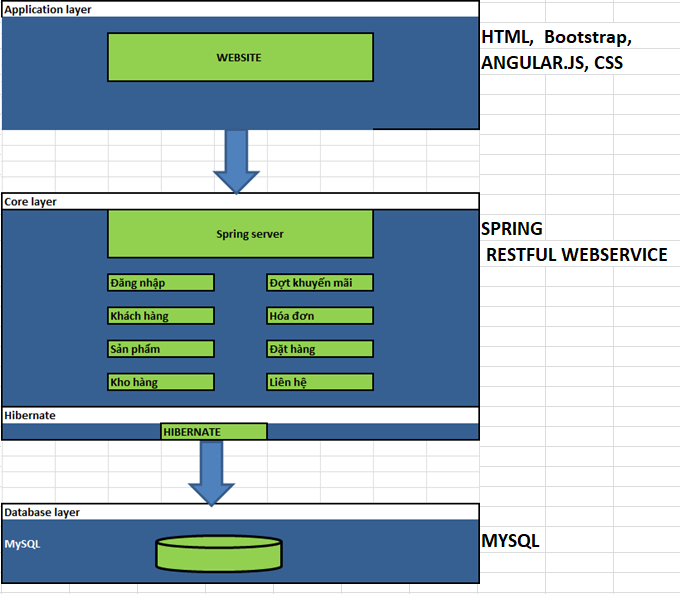 Application layer
WEBSITE
HTML, Bootstrap,
ANGULAR.JS, CSS
Core layer
Spring server
SPRING
RESTFUL WEBSERVICE
Đăng nhập
Đợt khuyến mãi
Khách hàng
Hóa đơn
Sản phẩm
Đặt hàng
Kho hàng
Liên hệ
Hibernate
HIBERNATE
Database layer
MySQL
MYSQL